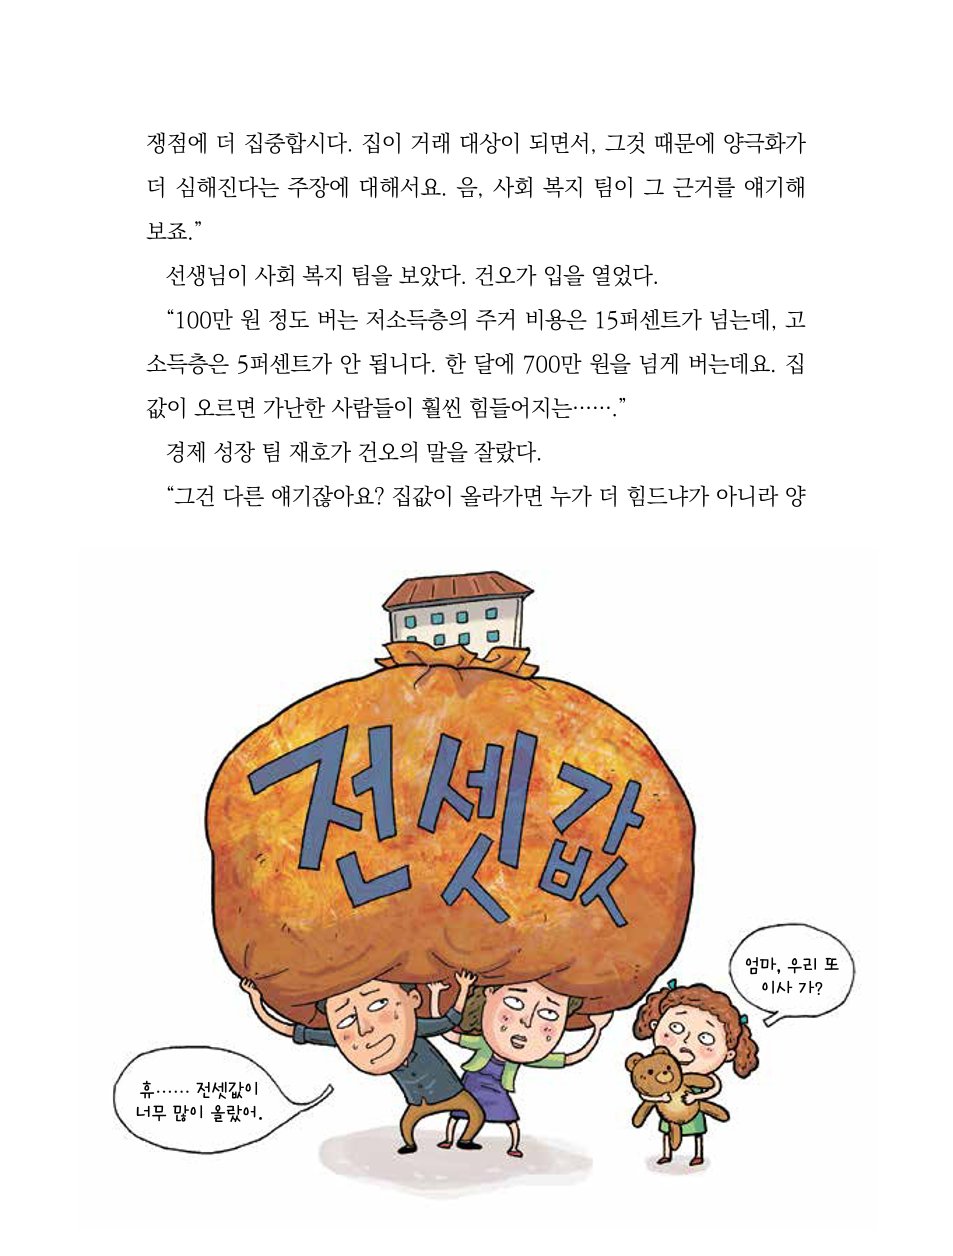 쟁점에 더 집중합시다. 집이 거래 대상이 되면서, 그것 때문에 양극화가
더 심해진다는 주장에 대해서요. 음, 사회 복지 팀이 그 근거를 얘기해
보죠.”
선생님이 사회 복지 팀을 보았다. 건오가 입을 열었다.
“100만 원 정도 버는 저소득층의 주거 비용은 15퍼센트가 넘는데, 고
소득층은 5퍼센트가 안 됩니다. 한 달에 700만 원을 넘게 버는데요. 집
값이 오르면 가난한 사람들이 훨씬 힘들어지는…….”
경제 성장 팀 재호가 건오의 말을 잘랐다.
“그건 다른 얘기잖아요? 집값이 올라가면 누가 더 힘드냐가 아니라 양
전셋값
엄마, 우리 또
이사 가?
휴…… 전셋값이
너무 많이 올랐어.